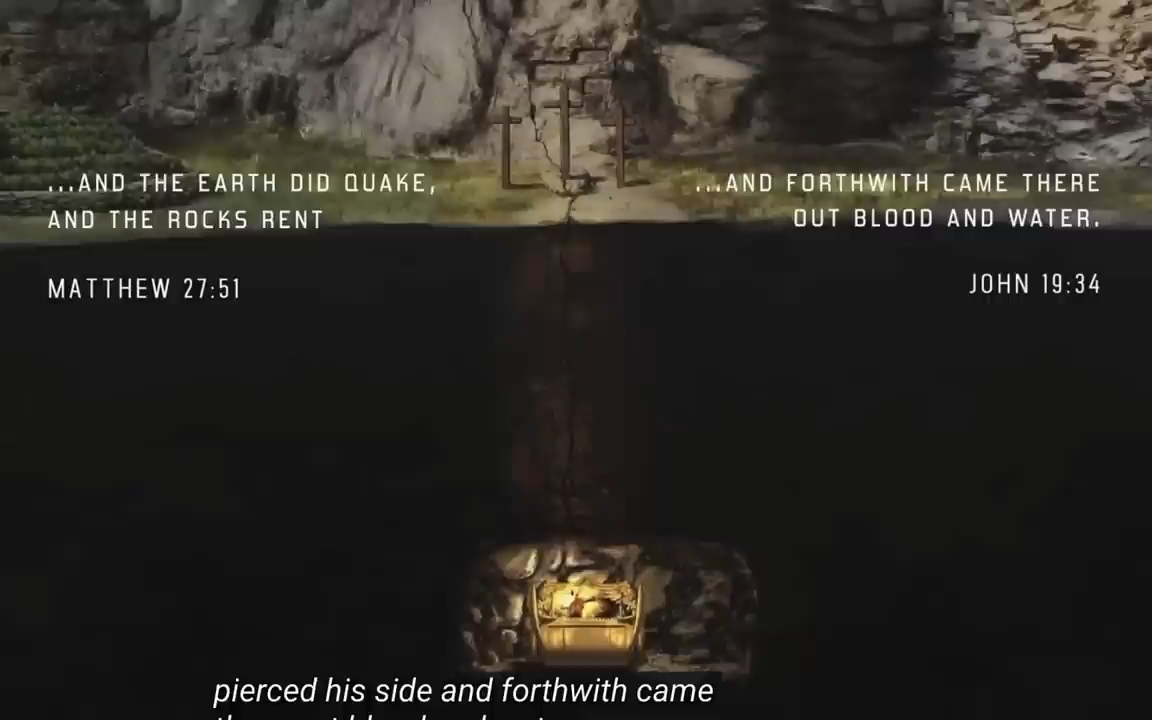 ...AND THE EARTH DID QUAKE,
AND THE ROCKS RENT
MATTHEW 27:51
...AND FORTHWITH CAME THERE
OUT BLOOD AND WATER.
JOHN 19:34
pierced his side and forthwith came